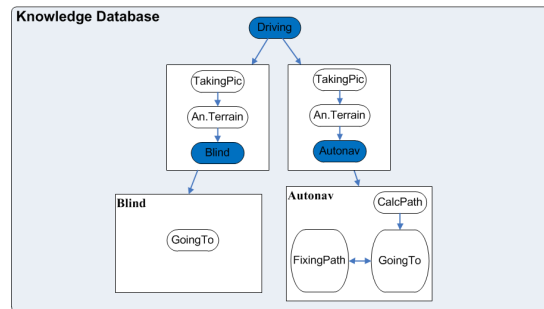 Knowledge Database
Driving
TakingPic
An.Terrain
Blind
TakingPic
An.Terrain
Autonav
Blind
GoingTo
Autonav
CalcPath
FixingPath
GoingTo